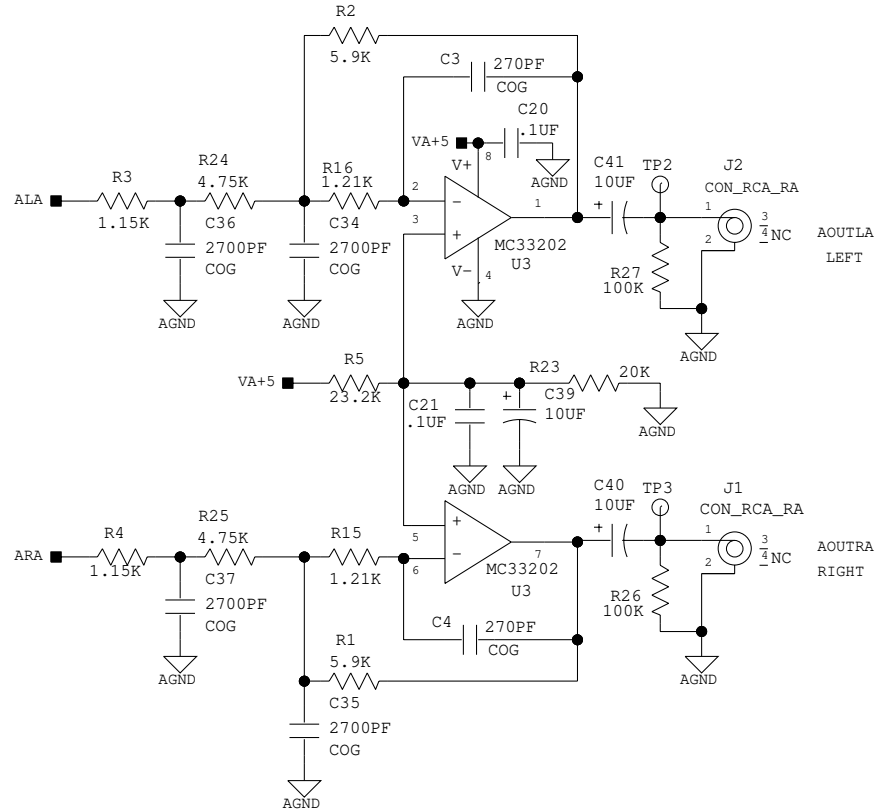 R2
5.9K
C3
270PF
COG
C20
.1UF
VA+5
8
V+
AGND
R24
4.75K
R16
1.21K
C41
10UF
TP2
J2
CON_RCA_RA
R3
ALA
1.15K
C36
2700PF
COG
C34
2700PF
COG
2
3
−
+
1
MC33202
U3
V−
4
+
1
2
3
4
NC
AOUTLA
LEFT
R27
100K
AGND
AGND
AGND
AGND
R5
VA+5
23.2K
R23
20K
C21
.1UF
+
C39
10UF
AGND
AGND
AGND
C40
10UF
TP3
J1
CON_RCA_RA
R4
ARA
1.15K
R25
4.75K
R15
1.21K
C37
2700PF
COG
5
6
+
−
7
MC33202
U3
+
1
2
3
4
NC
AOUTRA
RIGHT
R26
100K
C4
270PF
COG
R1
5.9K
AGND
AGND
C35
2700PF
COG
AGND